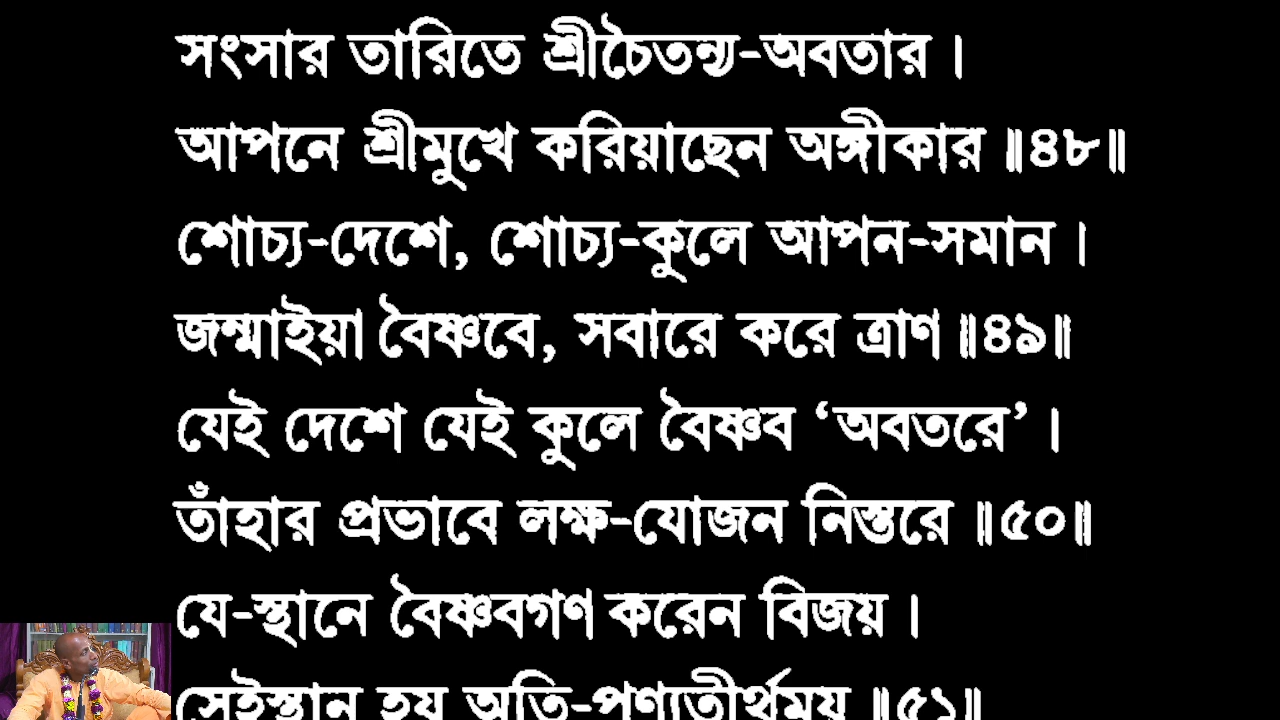 সংসার তারিতে শ্রীচৈতন্য-অবতার ।
আপনে শ্রীমুখে করিয়াছেন অঙ্গীকার ॥৪৮॥
শোচ্য-দেশে, শোচ্য-কুলে আপন-সমান ।
জন্মাইয়া বৈষ্ণবে, সবারে করে ত্রাণ ॥৪৯॥
যেই দেশে যেই কুলে বৈষ্ণব ‘অবতরে’ ।
তাঁহার প্রভাবে লক্ষ-যোজন নিস্তরে ॥৫০॥
যে-স্থানে বৈষ্ণবগণ করেন বিজয় ।
সেইস্থান হয় অতি-পুণ্যতীর্থময় ॥৫১॥